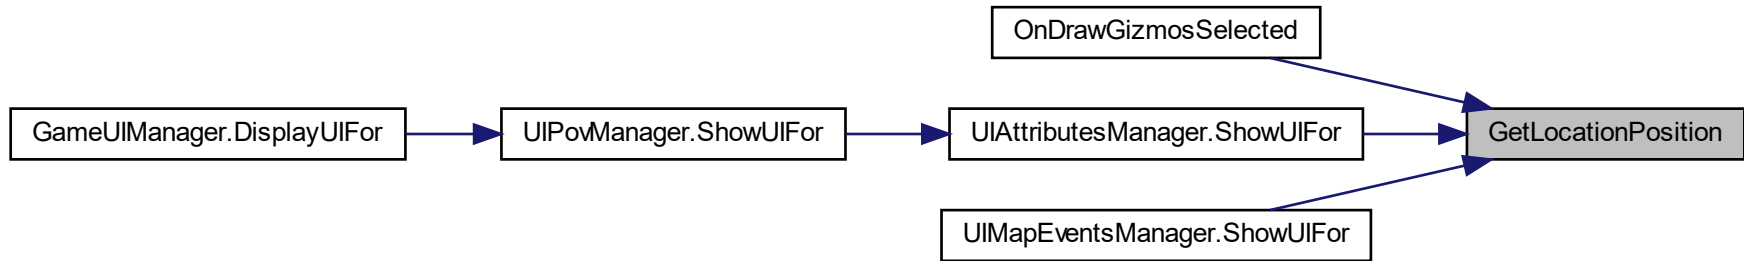 OnDrawGizmosSelected
GameUIManager.DisplayUIFor
UIPovManager.ShowUIFor
UIAttributesManager.ShowUIFor
GetLocationPosition
UIMapEventsManager.ShowUIFor